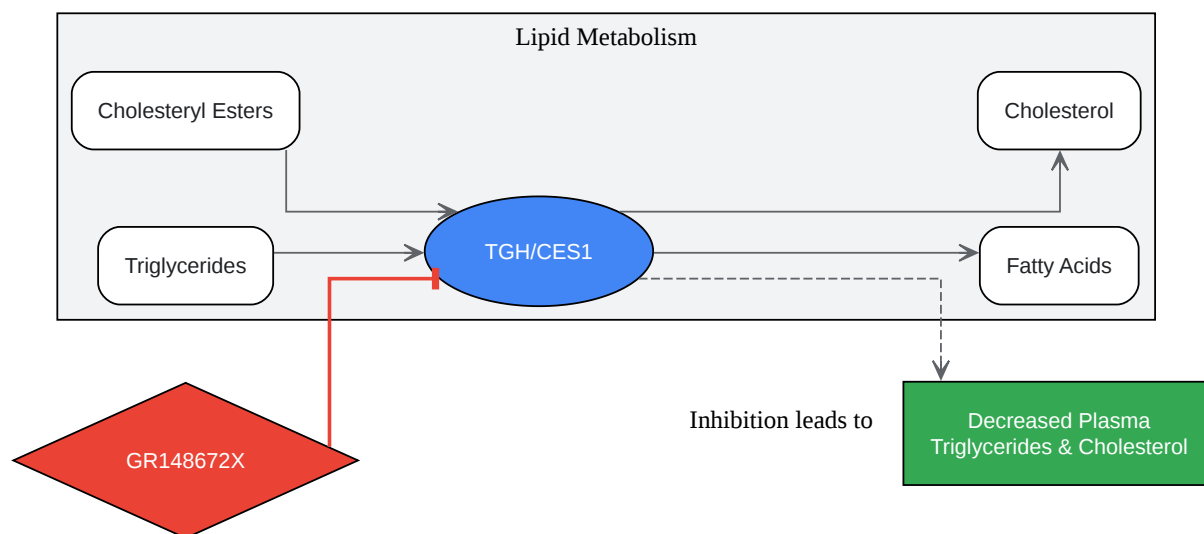 Lipid Metabolism
Cholesteryl Esters
Cholesterol
Triglycerides
TGH/CES1
Fatty Acids
Inhibition leads to
Decreased Plasma
Triglycerides & Cholesterol
GR148672X